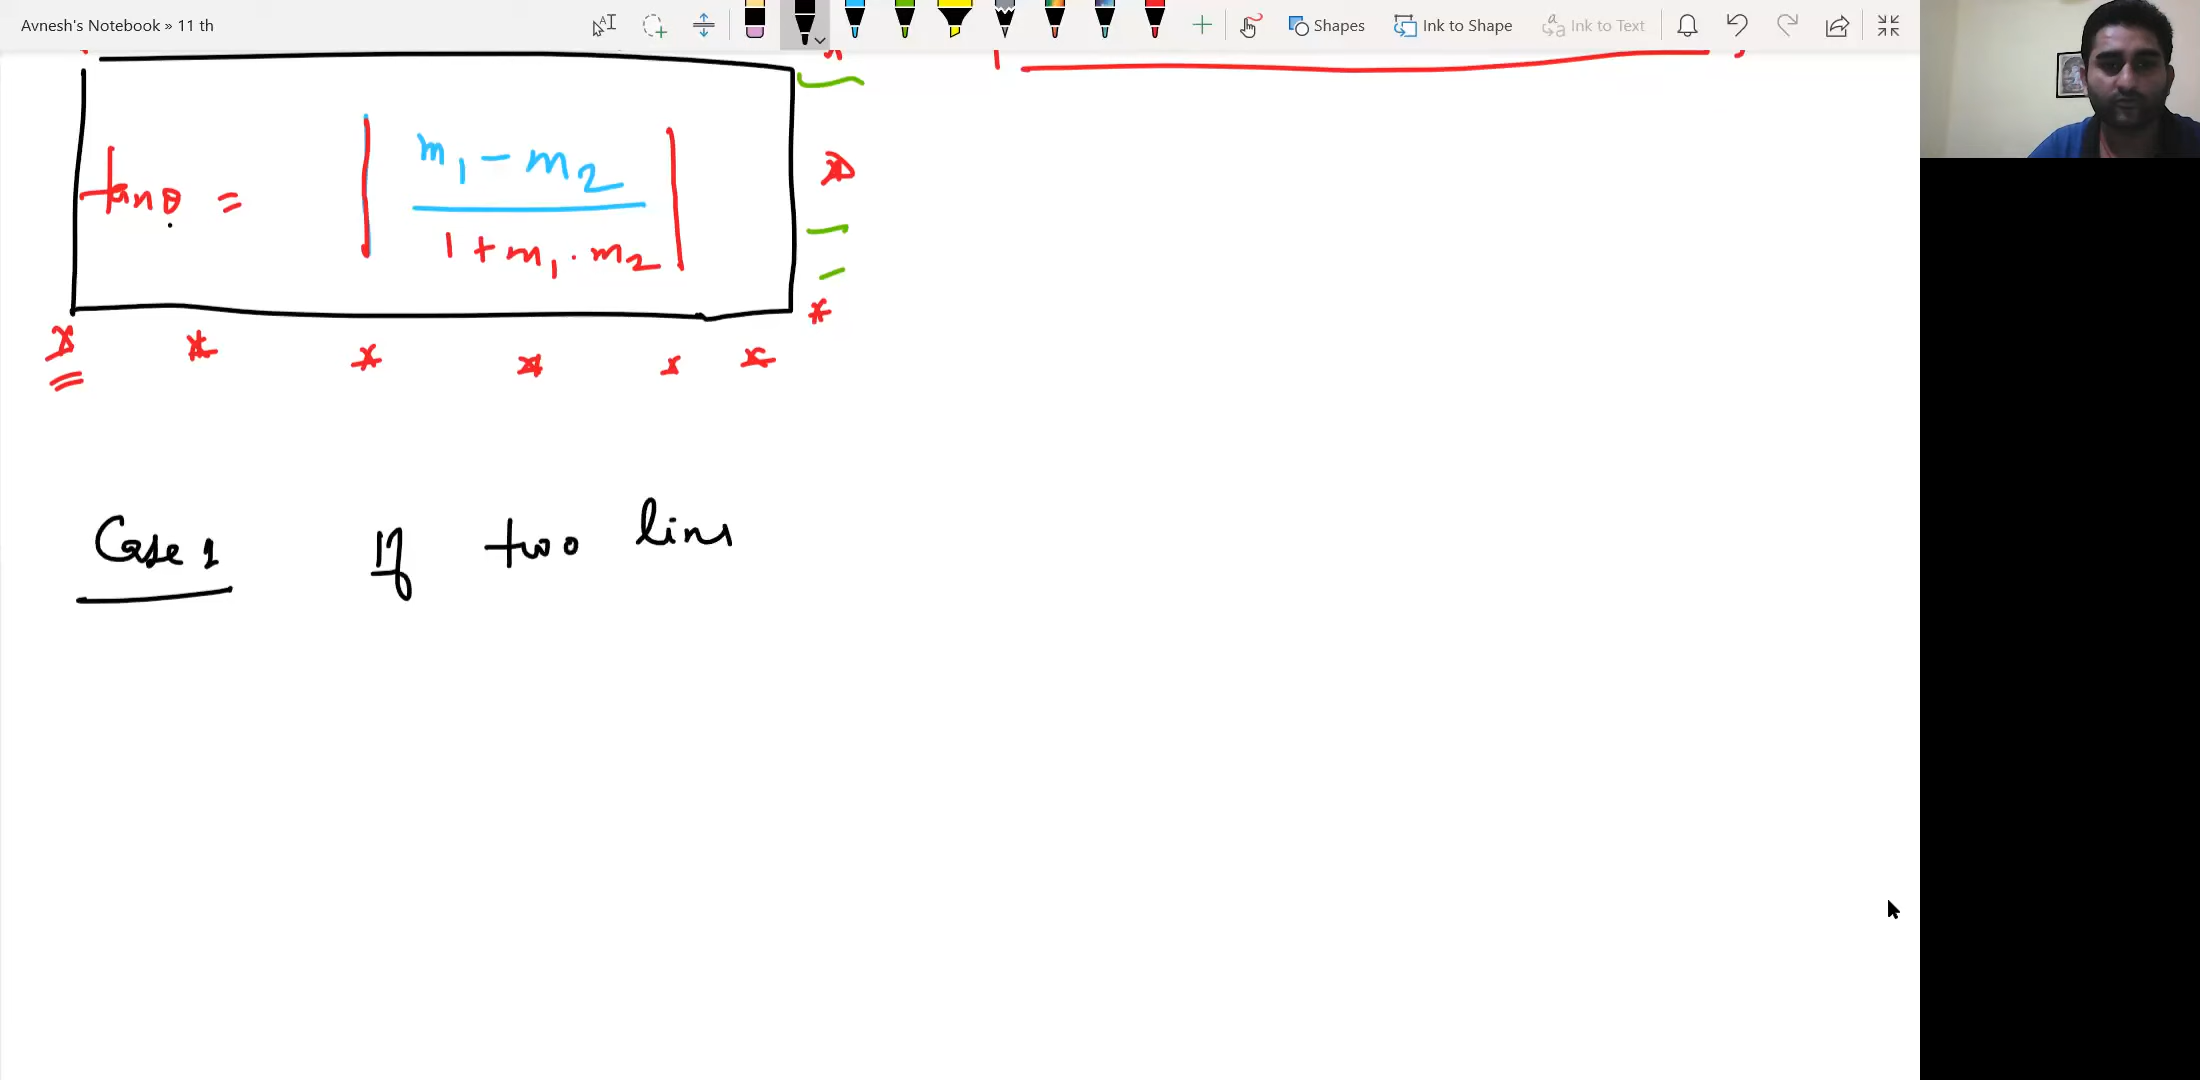 Avnesh's Notebook » 11 th
Shapes
Ink to Shape
Ink to Text
tanθ = | m₁ - m₂ / 1 + m₁ . m₂ |
Case 1 If two lines